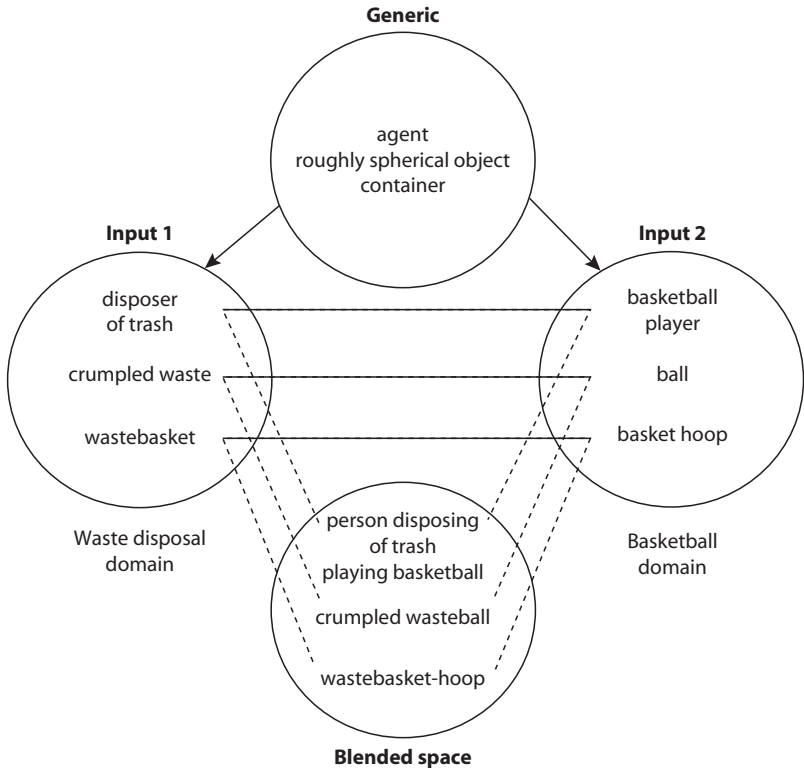 Generic
agent
roughly spherical object
container
Input 1
Input 2
disposer
of trash
basketball
player
crumpled waste
ball
wastebasket
basket hoop
Waste disposal
domain
Basketball
domain
person disposing
of trash
playing basketball
crumpled wasteball
wastebasket-hoop
Blended space